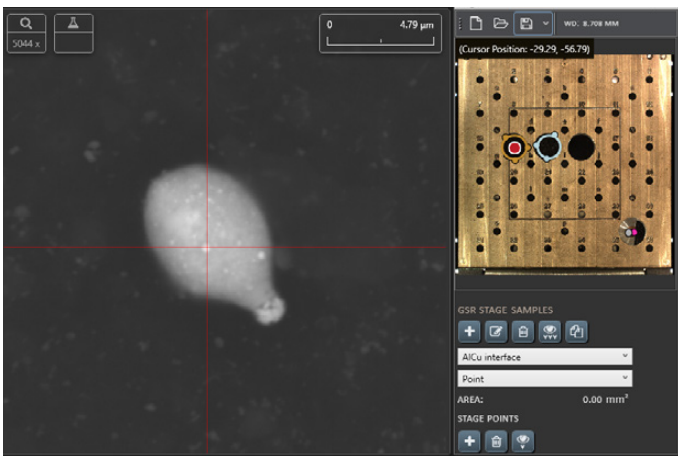 5044 x
0 4.79 µm
WD: 8.708 MM
(Cursor Position: -29.29, -56.79)
GSR STAGE SAMPLES
AlCu interface
Point
AREA: 0.00 mm²
STAGE POINTS